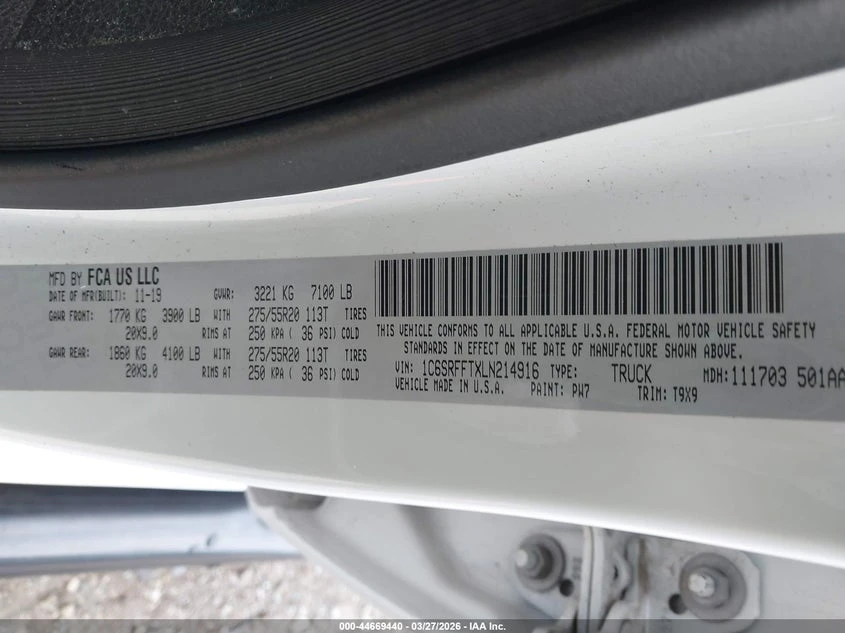 MFD BY FCA US LLC
DATE OF MFR(BUILT): 11-19 GVWR: 3221 KG 7100 LB
GAWR FRONT: 1770 KG 3900 LB WITH 275/55R20 113T TIRES
20X9.0 RIMS AT 250 KPA ( 36 PSI) COLD
GAWR REAR: 1860 KG 4100 LB WITH 275/55R20 113T TIRES
20X9.0 RIMS AT 250 KPA ( 36 PSI) COLD
THIS VEHICLE CONFORMS TO ALL APPLICABLE U.S.A. FEDERAL MOTOR VEHICLE SAFETY
STANDARDS IN EFFECT ON THE DATE OF MANUFACTURE SHOWN ABOVE.
VIN: 1C6SRFFTXLN214916 TYPE: TRUCK MDH: 111703 501AA
VEHICLE MADE IN U.S.A. PAINT: PW7 TRIM: T9X9
000-44669440 - 03/27/2026 - IAA Inc.